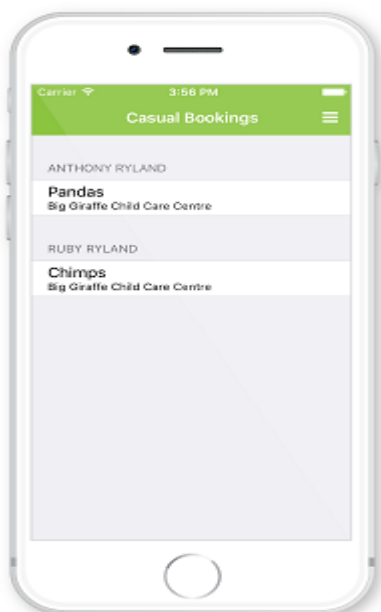 Carrier 3:56 PM
Casual Bookings
ANTHONY RYLAND
Pandas
Big Giraffe Child Care Centre
RUBY RYLAND
Chimps
Big Giraffe Child Care Centre